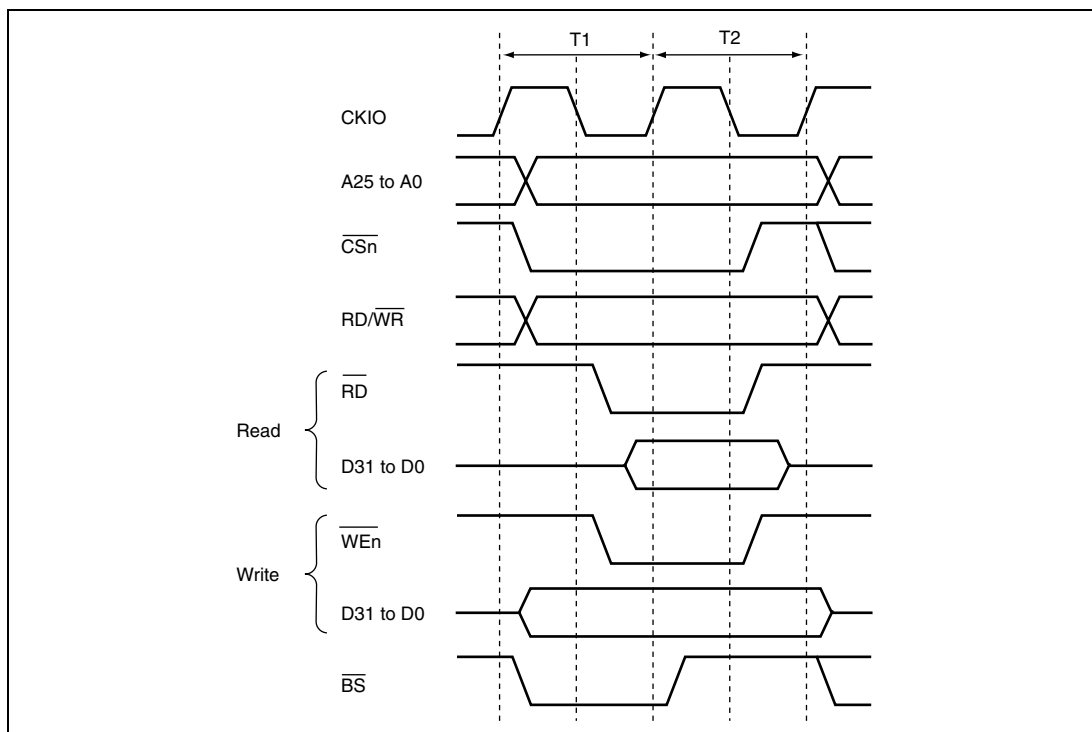 T1 T2
CKIO
A25 to A0
CSn
RD/WR
RD
Read
D31 to D0
WEn
Write
D31 to D0
BS